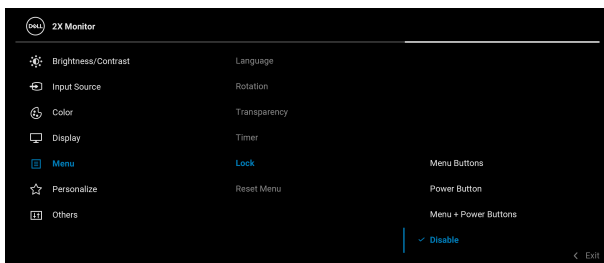 DELL 2X Monitor
Brightness/Contrast Language
Input Source Rotation
Color Transparency
Display Timer
Menu Lock Menu Buttons
Personalize Reset Menu Power Button
Others Menu + Power Buttons
Disable
Exit